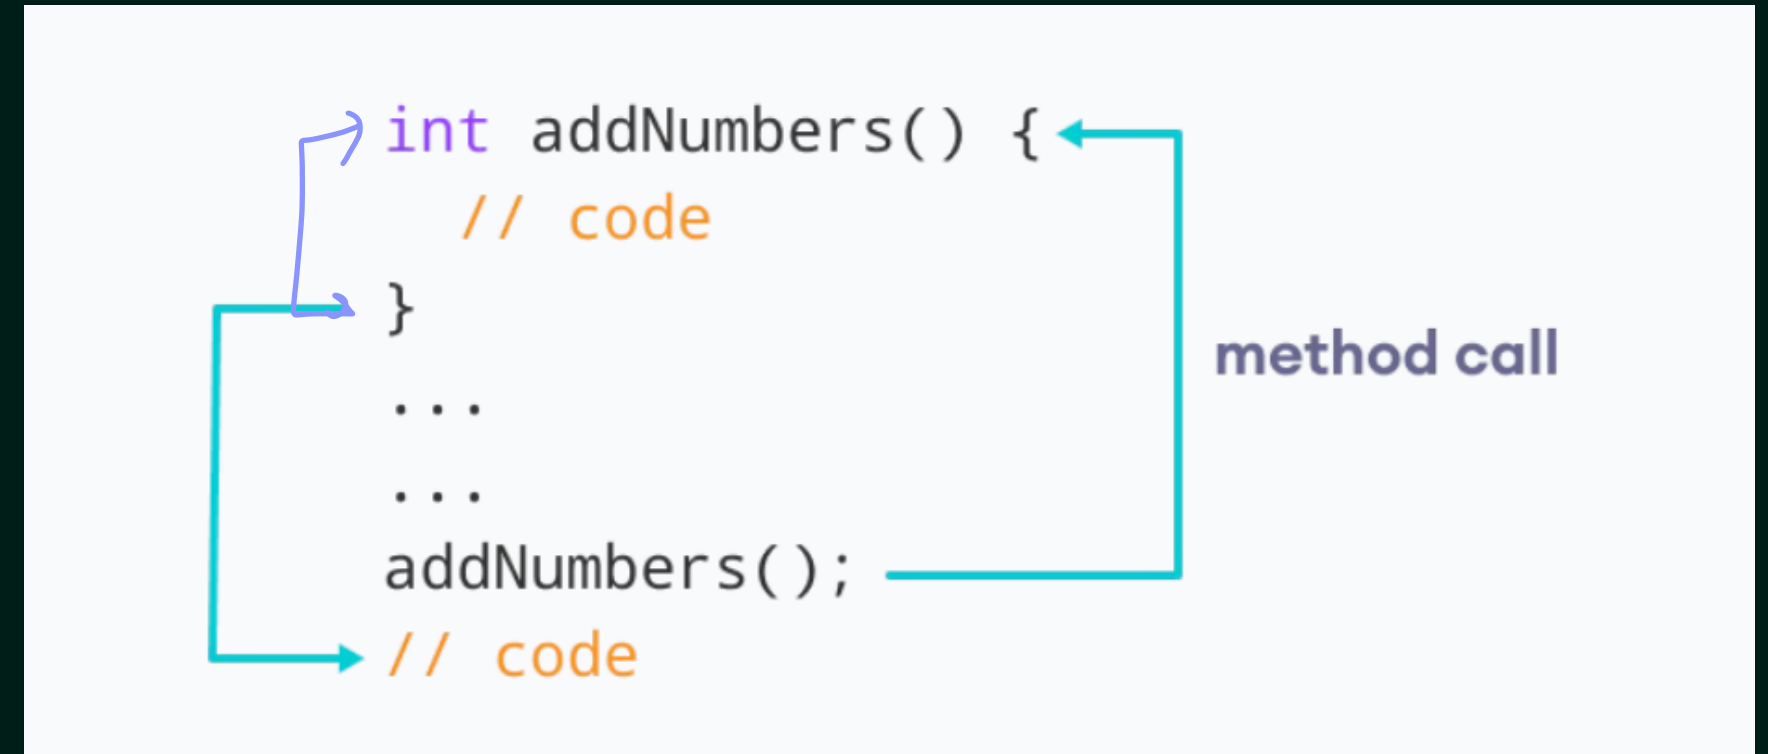 int addNumbers() {
// code
}
...
...
addNumbers();
// code
method call